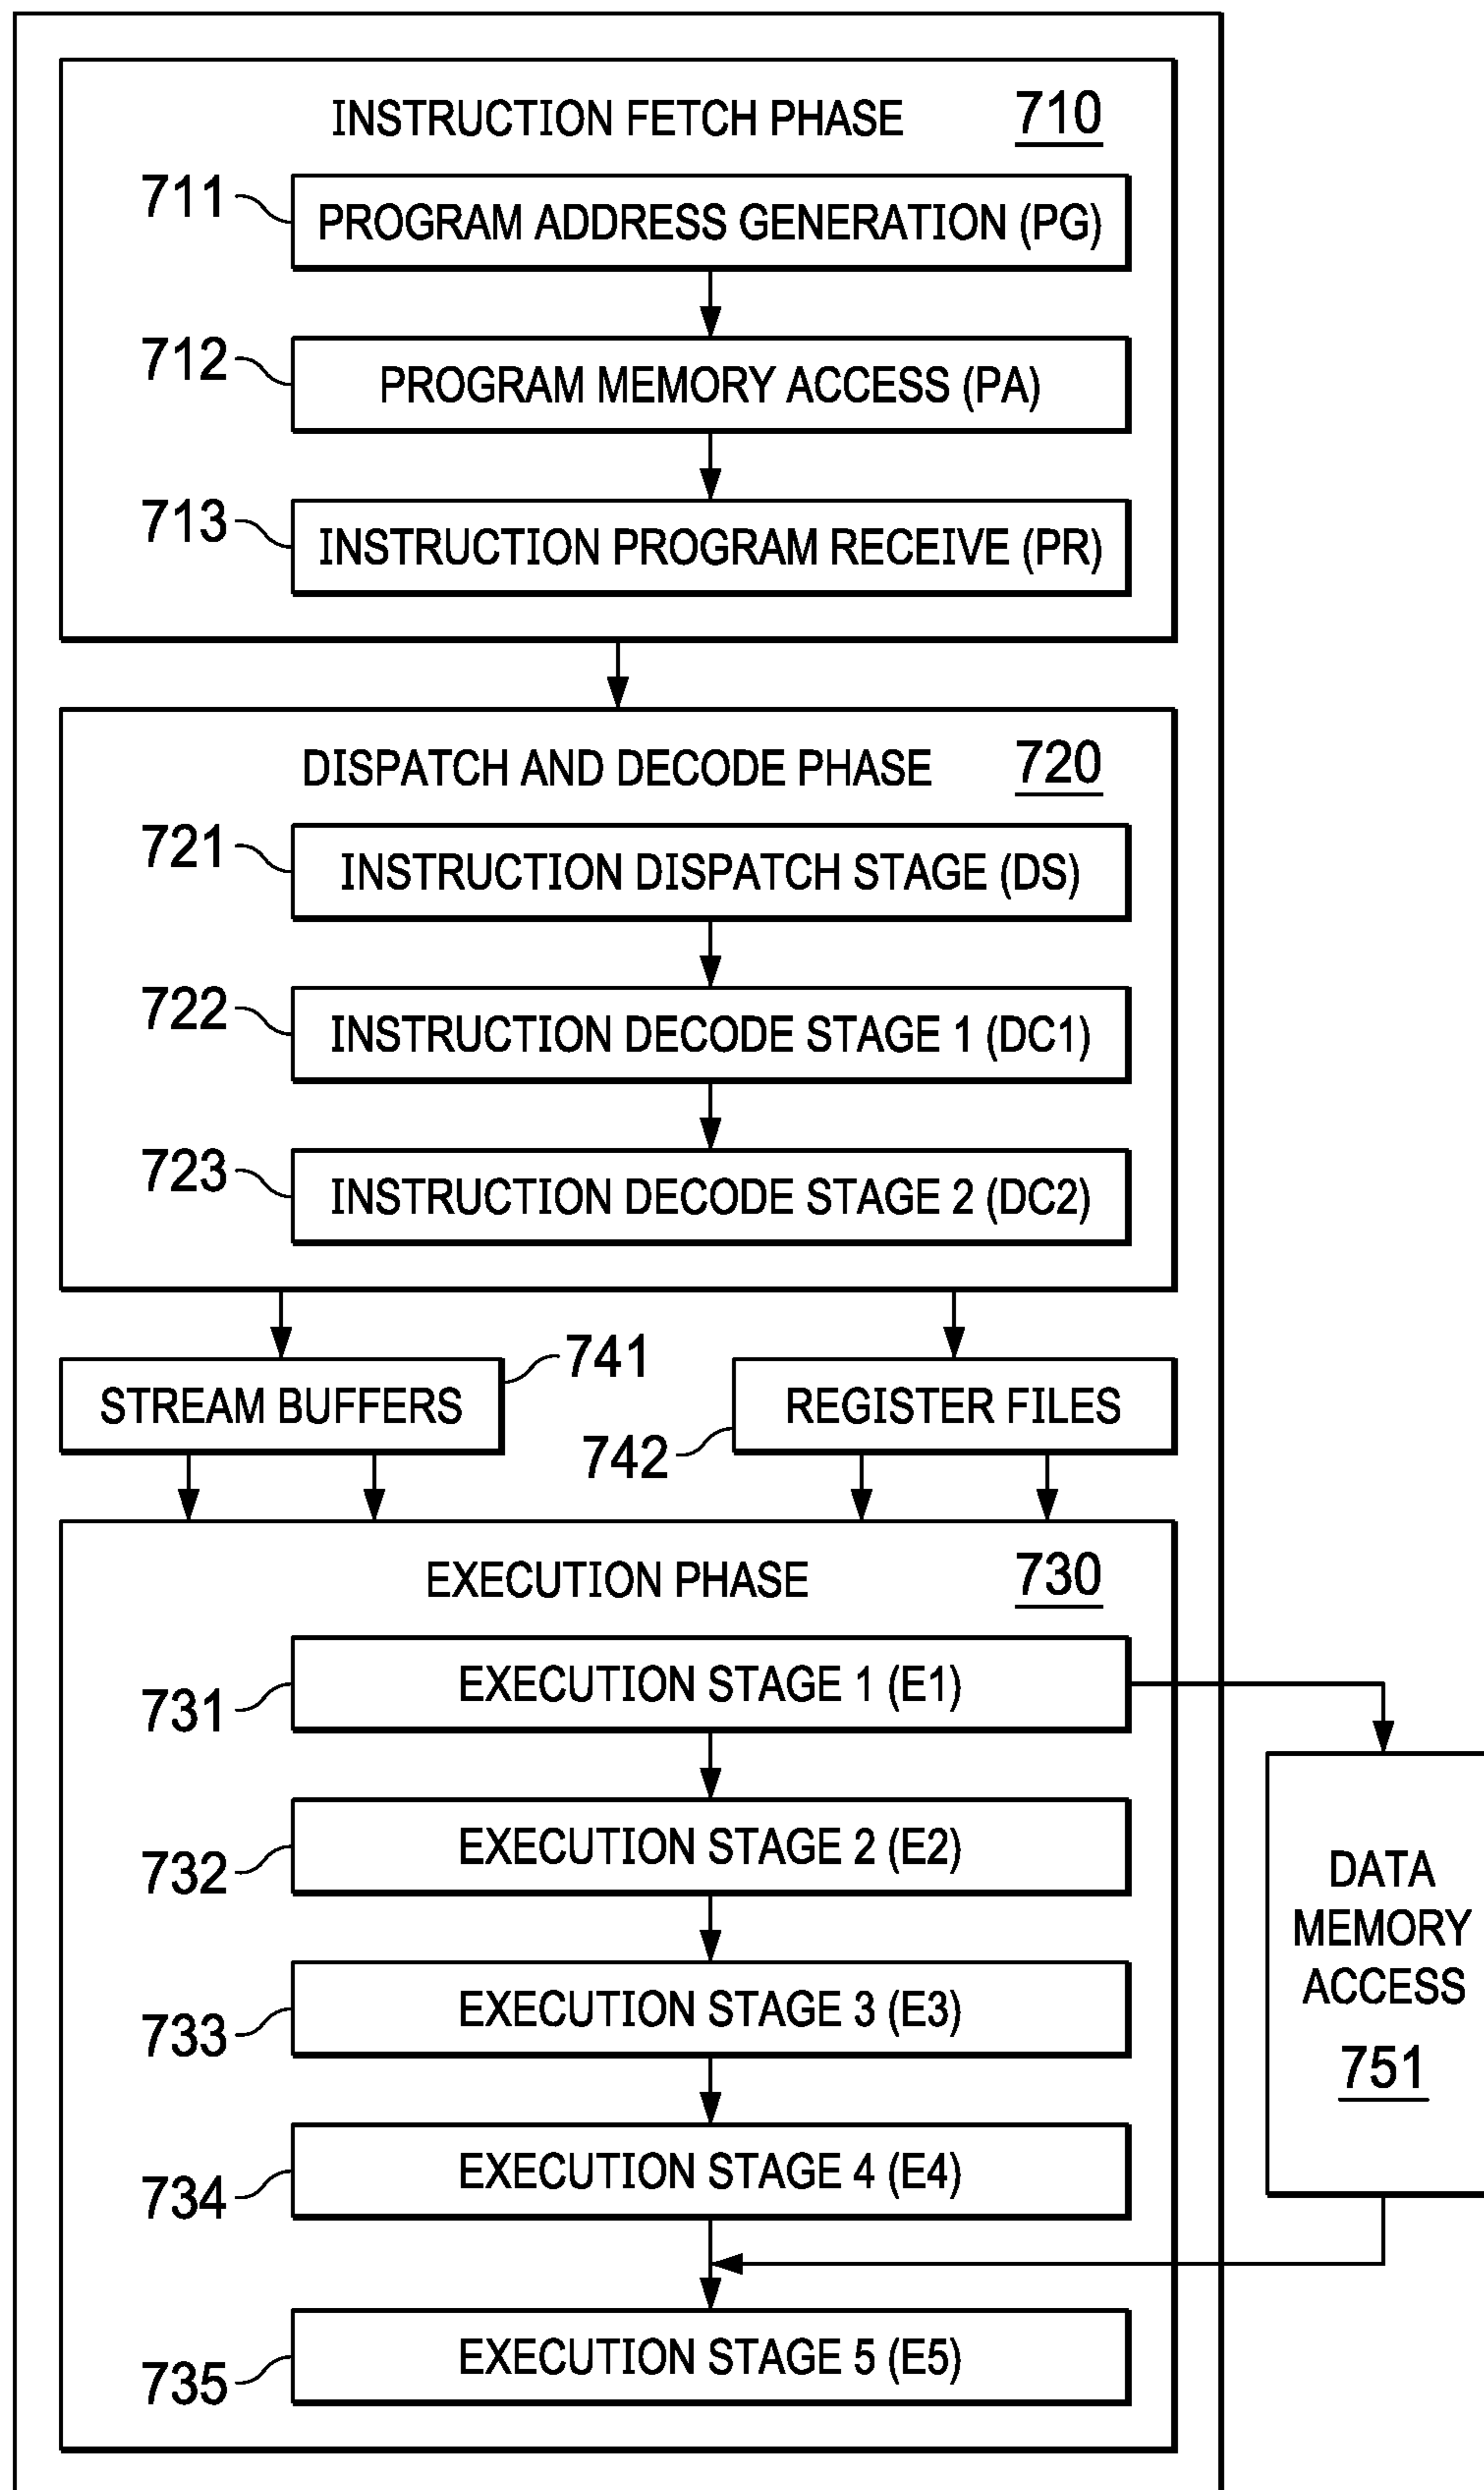 INSTRUCTION FETCH PHASE 710
711 PROGRAM ADDRESS GENERATION (PG)
712 PROGRAM MEMORY ACCESS (PA)
713 INSTRUCTION PROGRAM RECEIVE (PR)
DISPATCH AND DECODE PHASE 720
721 INSTRUCTION DISPATCH STAGE (DS)
722 INSTRUCTION DECODE STAGE 1 (DC1)
723 INSTRUCTION DECODE STAGE 2 (DC2)
STREAM BUFFERS 741
742 REGISTER FILES
EXECUTION PHASE 730
731 EXECUTION STAGE 1 (E1)
732 EXECUTION STAGE 2 (E2)
733 EXECUTION STAGE 3 (E3)
734 EXECUTION STAGE 4 (E4)
735 EXECUTION STAGE 5 (E5)
DATA
MEMORY
ACCESS
751